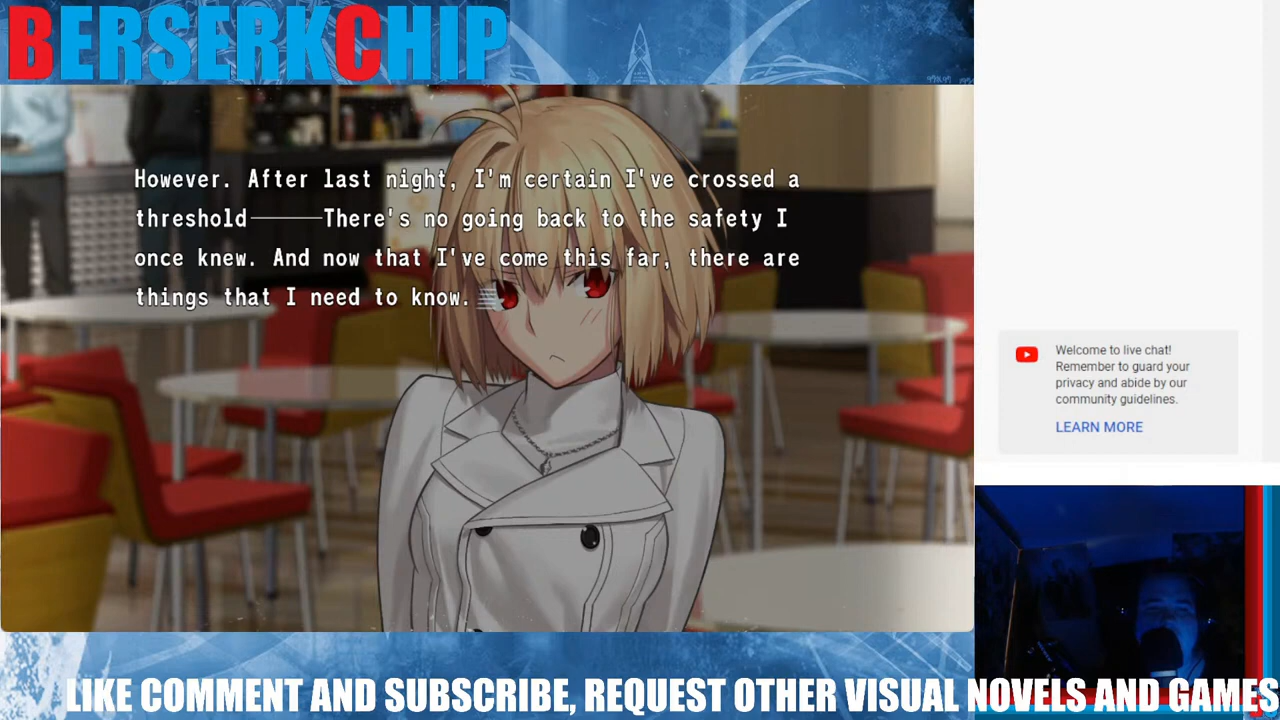 BERSERKCHIP
However. After last night, I'm certain I've crossed a
threshold———There's no going back to the safety I
once knew. And now that I've come this far, there are
things that I need to know.
Welcome to live chat!
Remember to guard your
privacy and abide by our
community guidelines.
LEARN MORE
LIKE COMMENT AND SUBSCRIBE, REQUEST OTHER VISUAL NOVELS AND GAMES